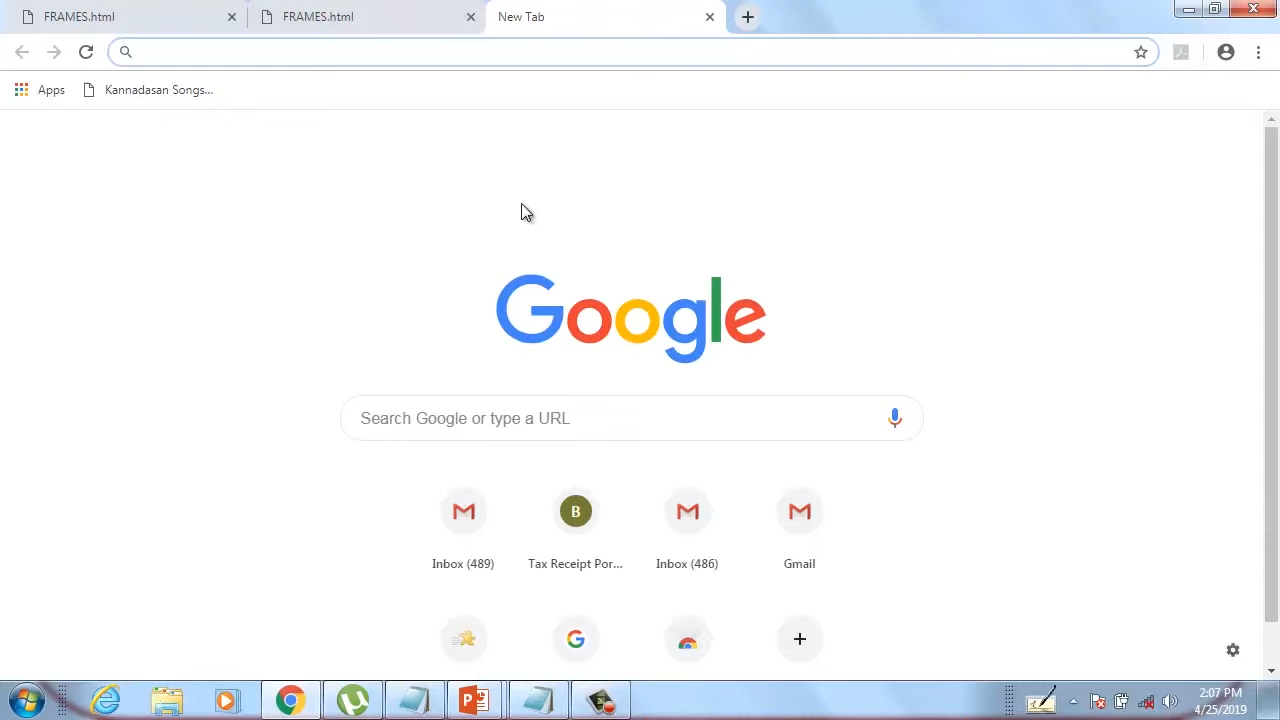 FRAMES.html
FRAMES.html
New Tab
Apps
Kannadasan Songs...
Google
Search Google or type a URL
B
Inbox (489)
Tax Receipt Por...
Inbox (486)
Gmail
2:07 PM
4/25/2019